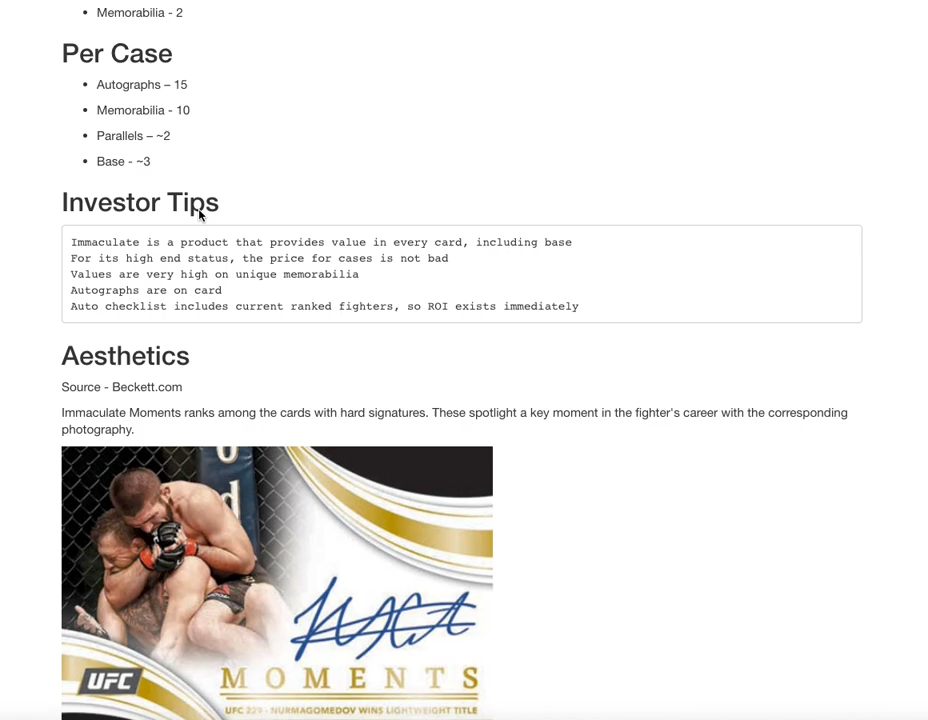 Memorabilia - 2
Per Case
Autographs – 15
Memorabilia - 10
Parallels – ~2
Base - ~3
Investor Tips
Immaculate is a product that provides value in every card, including base
For its high end status, the price for cases is not bad
Values are very high on unique memorabilia
Autographs are on card
Auto checklist includes current ranked fighters, so ROI exists immediately
Aesthetics
Source - Beckett.com
Immaculate Moments ranks among the cards with hard signatures. These spotlight a key moment in the fighter's career with the corresponding
photography.
MOMENTS
UFC
UFC 229 - NURMAGOMEDOV WINS LIGHTWEIGHT TITLE